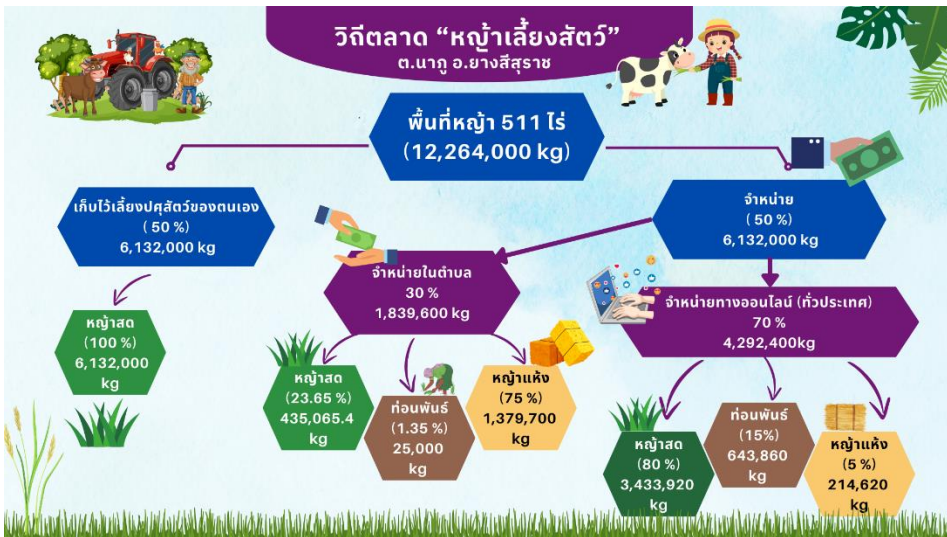 วิถีตลาด “หญ้าเลี้ยงสัตว์”
ต.นาภู อ.ยางสีสุราช
พื้นที่หญ้า 511 ไร่
(12,264,000 kg)
เก็บไว้เลี้ยงปศุสัตว์ของตนเอง
(50 %)
6,132,000 kg
จำหน่าย
(50 %)
6,132,000 kg
จำหน่ายในตำบล
30 %
1,839,600 kg
จำหน่ายทางออนไลน์ (ทั่วประเทศ)
70 %
4,292,400kg
หญ้าสด
(100 %)
6,132,000
kg
หญ้าสด
(23.65 %)
435,065.4
kg
ท่อนพันธ์
(1.35 %)
25,000
kg
หญ้าแห้ง
(75 %)
1,379,700
kg
หญ้าสด
(80 %)
3,433,920
kg
ท่อนพันธ์
(15%)
643,860
kg
หญ้าแห้ง
(5 %)
214,620
kg